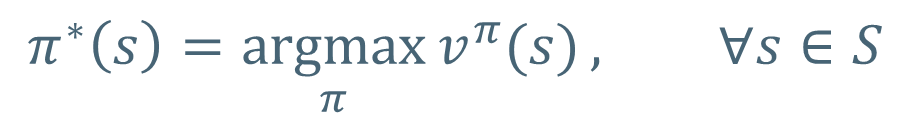 π*(s) = argmax v^π(s) , ∀s ∈ S
π